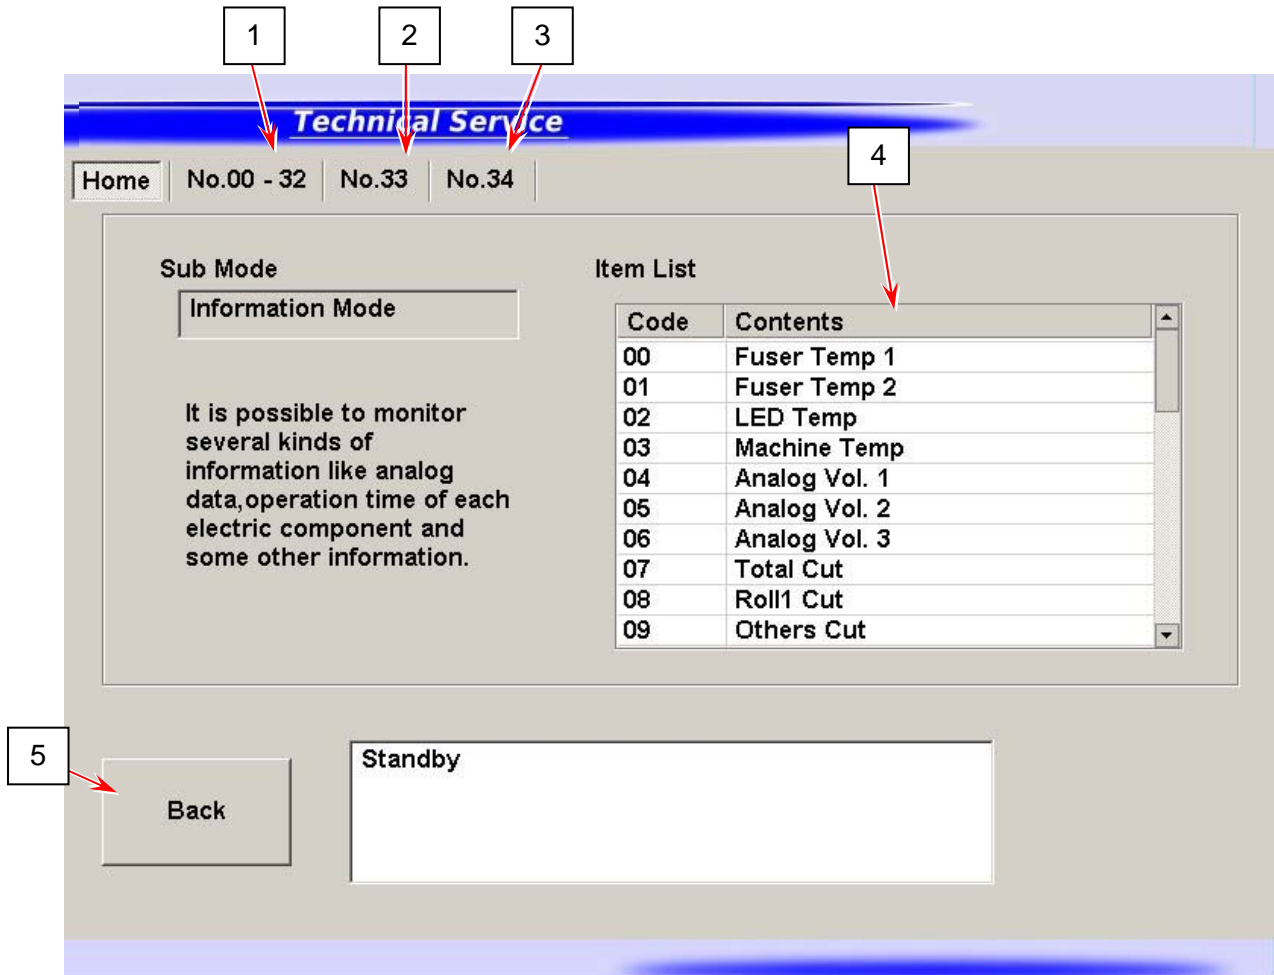 1
2
3
Technical Service
4
Home No.00 - 32 No.33 No.34
Sub Mode
Information Mode
It is possible to monitor
several kinds of
information like analog
data,operation time of each
electric component and
some other information.
Item List
Code Contents
00 Fuser Temp 1
01 Fuser Temp 2
02 LED Temp
03 Machine Temp
04 Analog Vol. 1
05 Analog Vol. 2
06 Analog Vol. 3
07 Total Cut
08 Roll1 Cut
09 Others Cut
5
Back
Standby